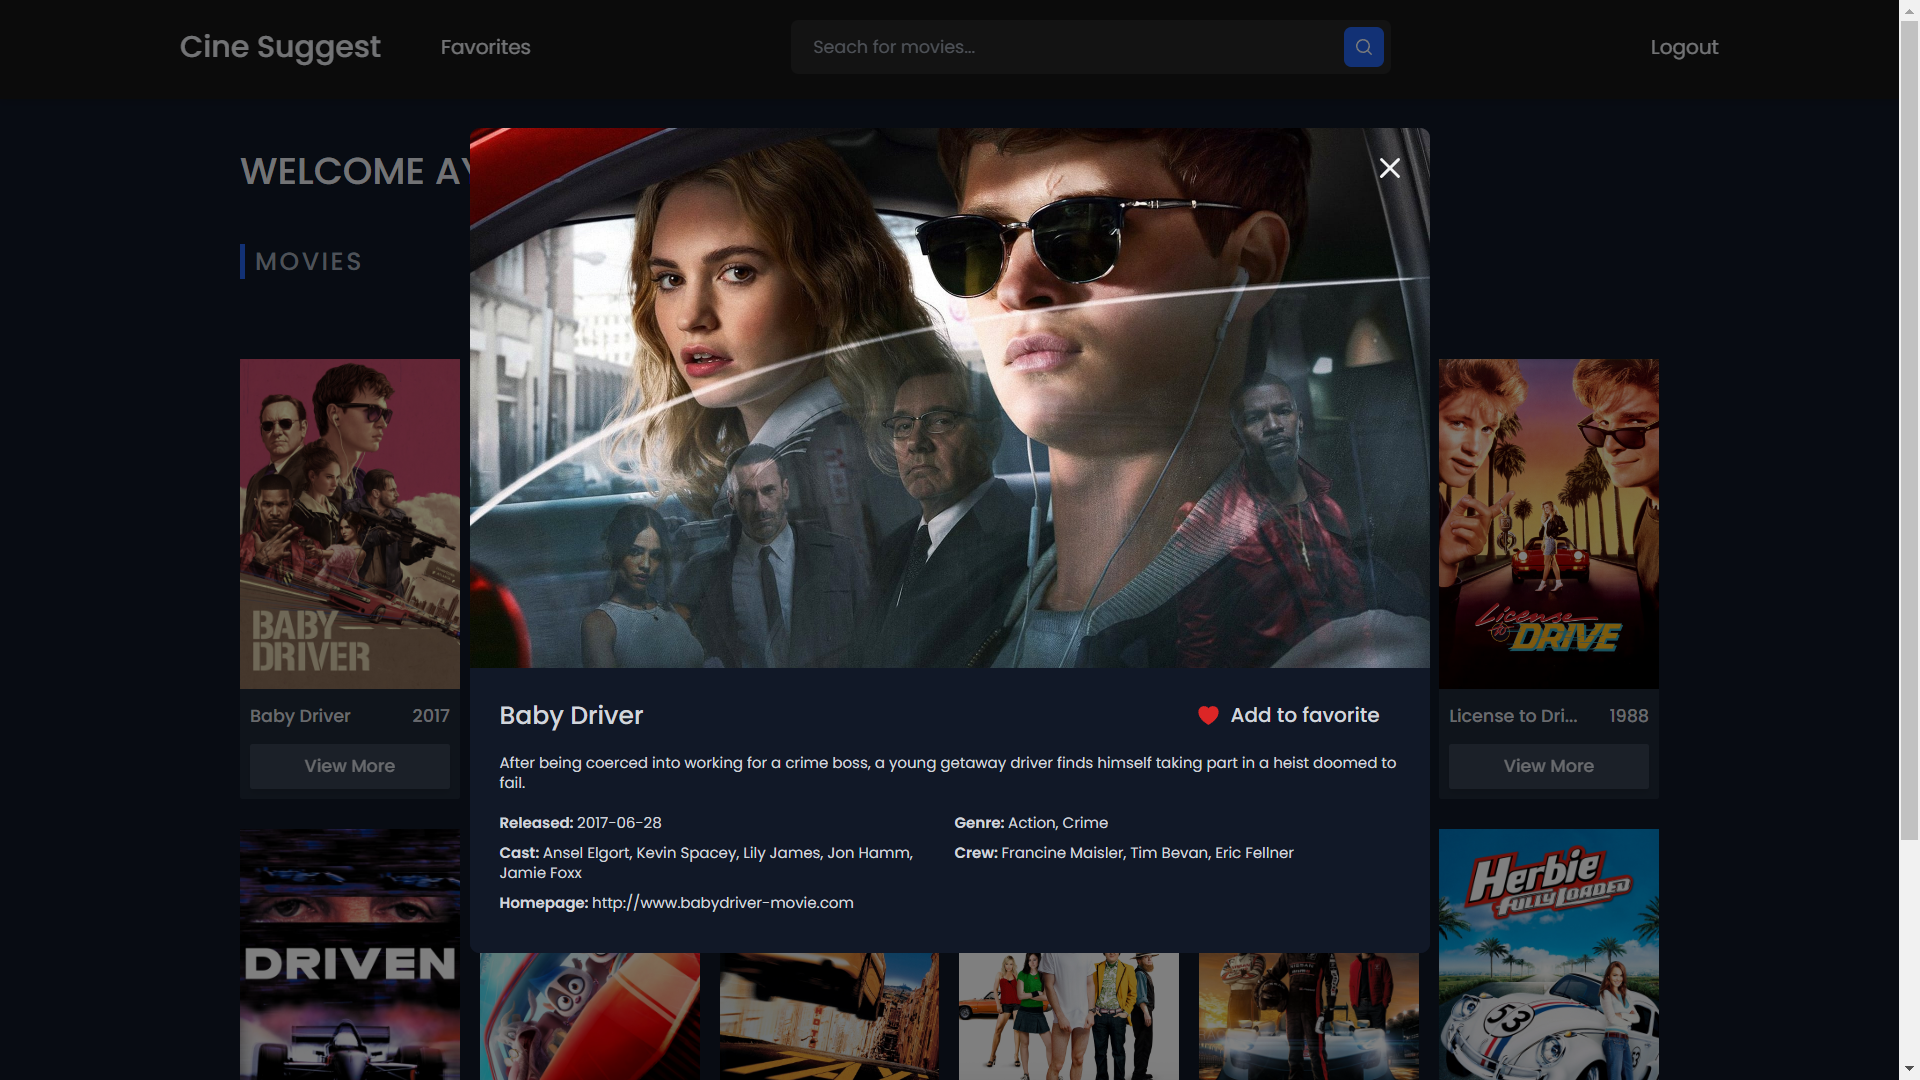 Cine Suggest
Favorites
Seach for movies...
Logout
WELCOME AY
MOVIES
BABY
DRIVER
Baby Driver
2017
View More
Baby Driver
Add to favorite
After being coerced into working for a crime boss, a young getaway driver finds himself taking part in a heist doomed to
fail.
Released: 2017-06-28
Genre: Action, Crime
Cast: Ansel Elgort, Kevin Spacey, Lily James, Jon Hamm,
Jamie Foxx
Crew: Francine Maisler, Tim Bevan, Eric Fellner
Homepage: http://www.babydriver-movie.com
License
to DRIVE
License to Dri...
1988
View More
DRIVEN
TAXI
Herbie
FULLY LOADED
53